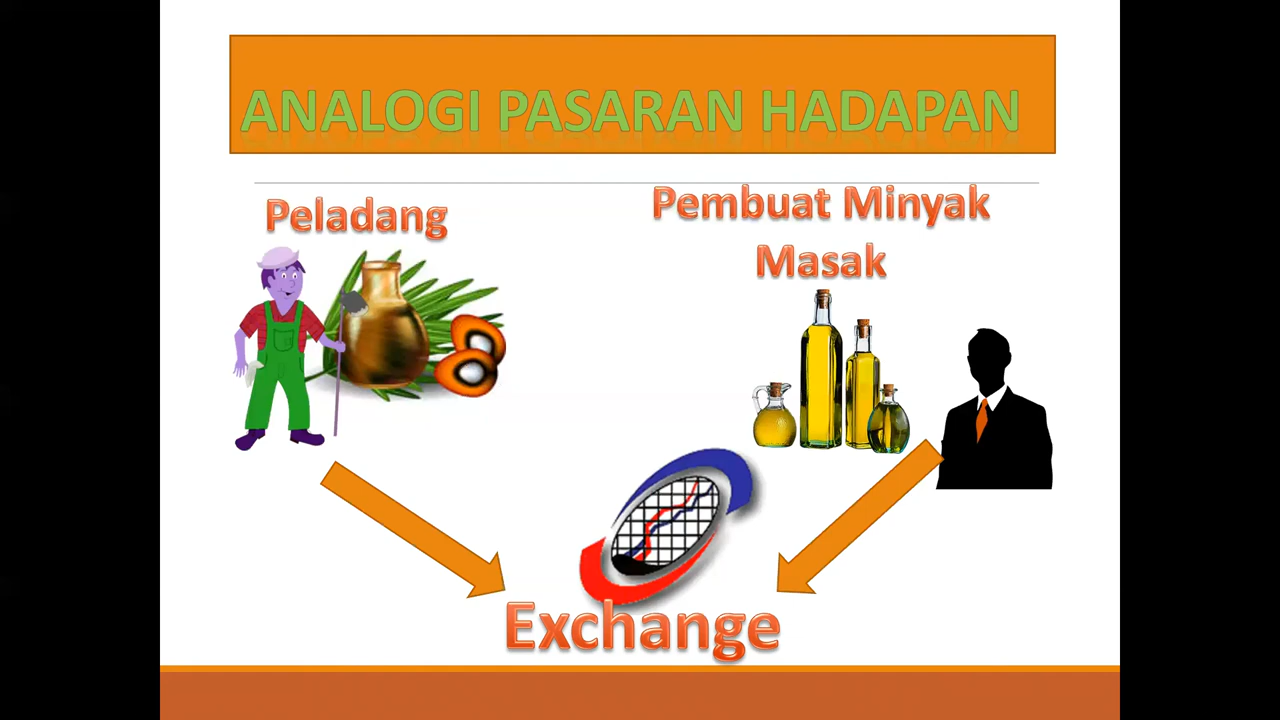 ANALOGI PASARAN HADAPAN
Peladang
Pembuat Minyak
Masak
Exchange